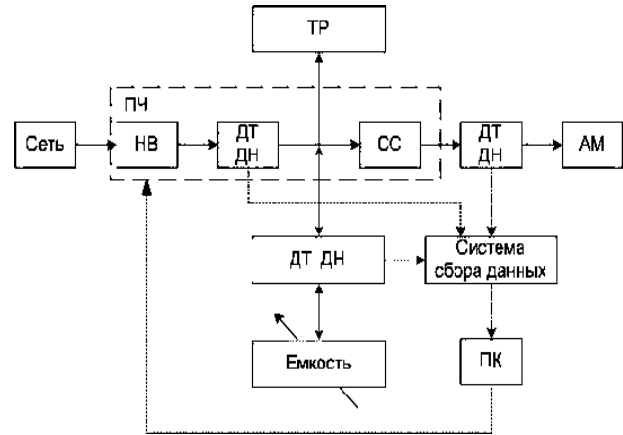 ТР
ПЧ
Сеть
НВ
ДТ
ДН
СС
ДТ
ДН
АМ
ДТ ДН
Система
сбора данных
Емкость
ПК